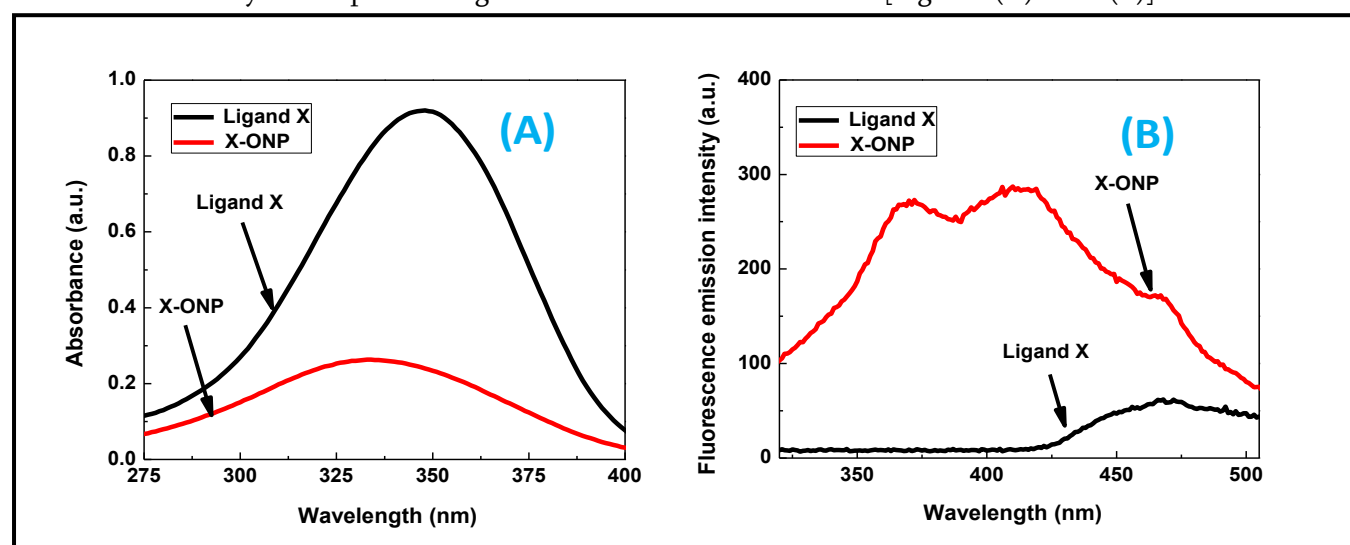 Ligand X
X-ONP
(A)
Ligand X
X-ONP
Absorbance (a.u.)
1.0
0.8
0.6
0.4
0.2
0.0
275 300 325 350 375 400
Wavelength (nm)
Ligand X
X-ONP
(B)
X-ONP
Ligand X
Fluorescence emission intensity (a.u.)
400
300
200
100
0
350 400 450 500
Wavelength (nm)